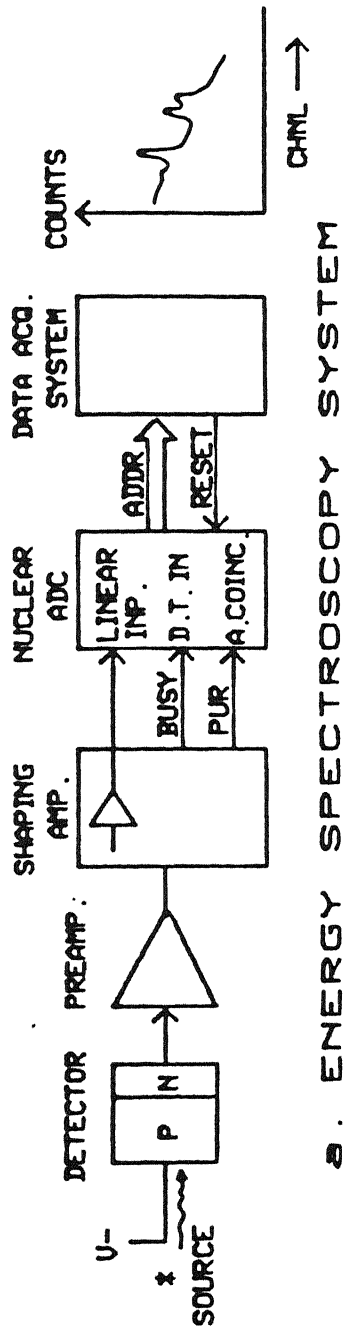 V-
*
SOURCE
DETECTOR
P
N
PREAMP.
SHAPING
AMP.
BUSY
PUR
NUCLEAR
ADC
LINEAR
INP.
D.T. IN
A.COINC.
ADDR
RESET
DATA ACQ.
SYSTEM
COUNTS
CHNL
a. ENERGY SPECTROSCOPY SYSTEM